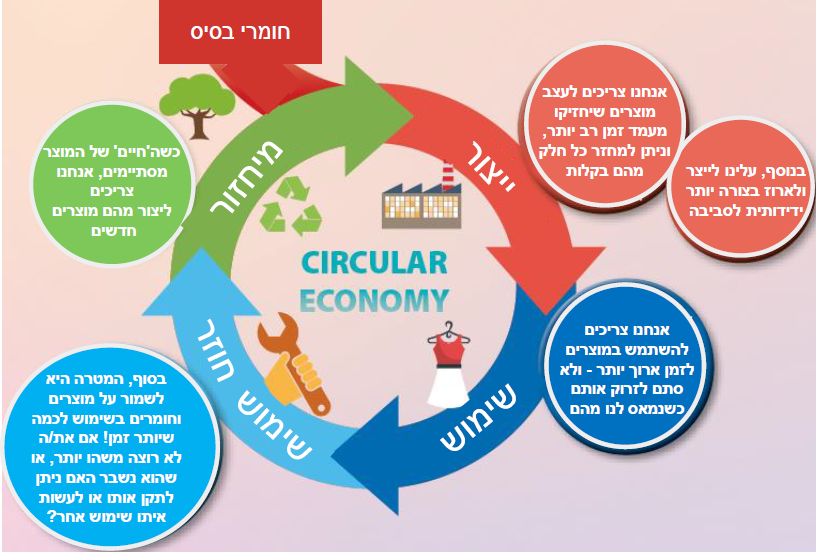 חומרי בסיס
ייצור
אנחנו צריכים לעצב
מוצרים שיחזיקו
מעמד זמן רב יותר,
וניתן למחזר כל חלק
מהם בקלות
בנוסף, עלינו לייצר
ולארוז בצורה יותר
ידידותית לסביבה
שימוש
אנחנו צריכים
להשתמש במוצרים
לזמן ארוך יותר - ולא
סתם לזרוק אותם
כשנמאס לנו מהם
שימוש חוזר
בסוף, המטרה היא
לשמור על מוצרים
וחומרים בשימוש לכמה
שיותר זמן! אם את/ה
לא רוצה משהו יותר, או
שהוא נשבר האם ניתן
לתקן אותו או לעשות
איתו שימוש אחר?
מיחזור
כשה'חיים' של המוצר
מסתיימים, אנחנו
צריכים
ליצור מהם מוצרים
חדשים
CIRCULAR
ECONOMY